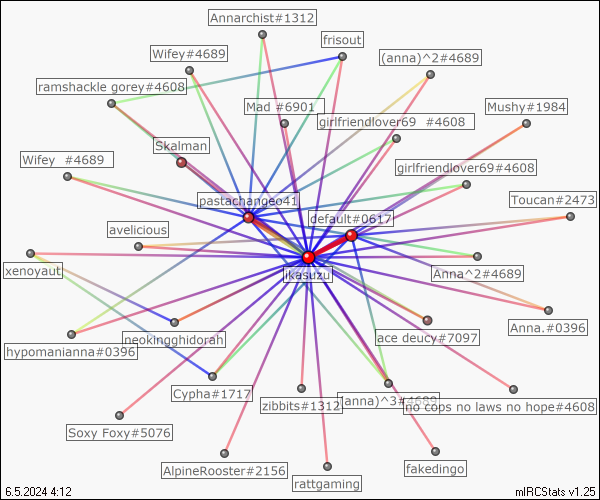 Annarchist#1312
frisout
Wifey#4689
(anna)^2#4689
ramshackle gorey#4608
Mad #6901
Mushy#1984
girlfriendlover69 #4608
Skalman
Wifey #4689
girlfriendlover69#4608
pastachangeo41
Toucan#2473
default#0617
avelicious
Anna^2#4689
xenoyaut
ikasuzu
Anna.#0396
neokingghidorah
ace deucy#7097
hypomanianna#0396
Cypha#1717
zibbits#1312
(anna)^3#4689
no cops no laws no hope#4608
Soxy Foxy#5076
AlpineRooster#2156
fakedingo
rattgaming
6.5.2024 4:12
mIRCStats v1.25